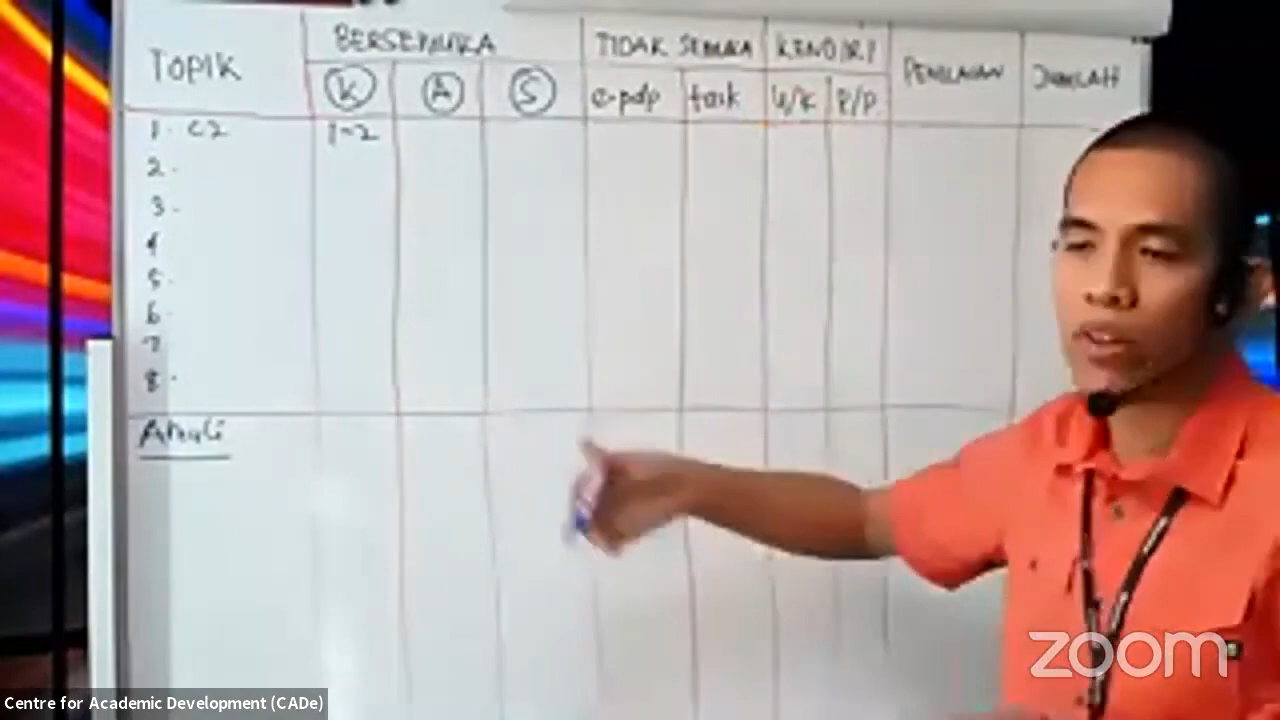 TOPIK BERSEMUKA TIDAK SEMUKA KENDIRI PENILAIAN JUMLAH
K A S e-pdp task U/K P/P
1. C2 1-2
2.
3.
4
5.
6.
7
8.
zoom
Centre for Academic Development (CADe)